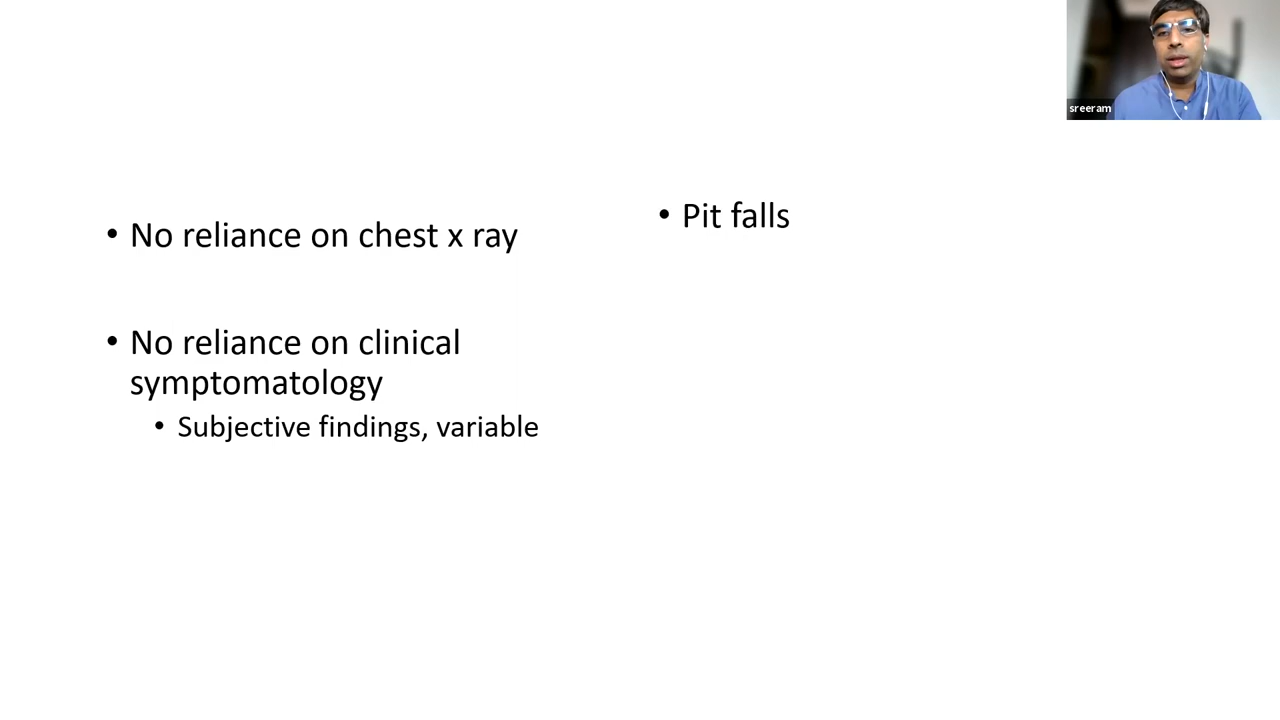 sreeram
• No reliance on chest x ray
• No reliance on clinical
symptomatology
• Subjective findings, variable
• Pit falls